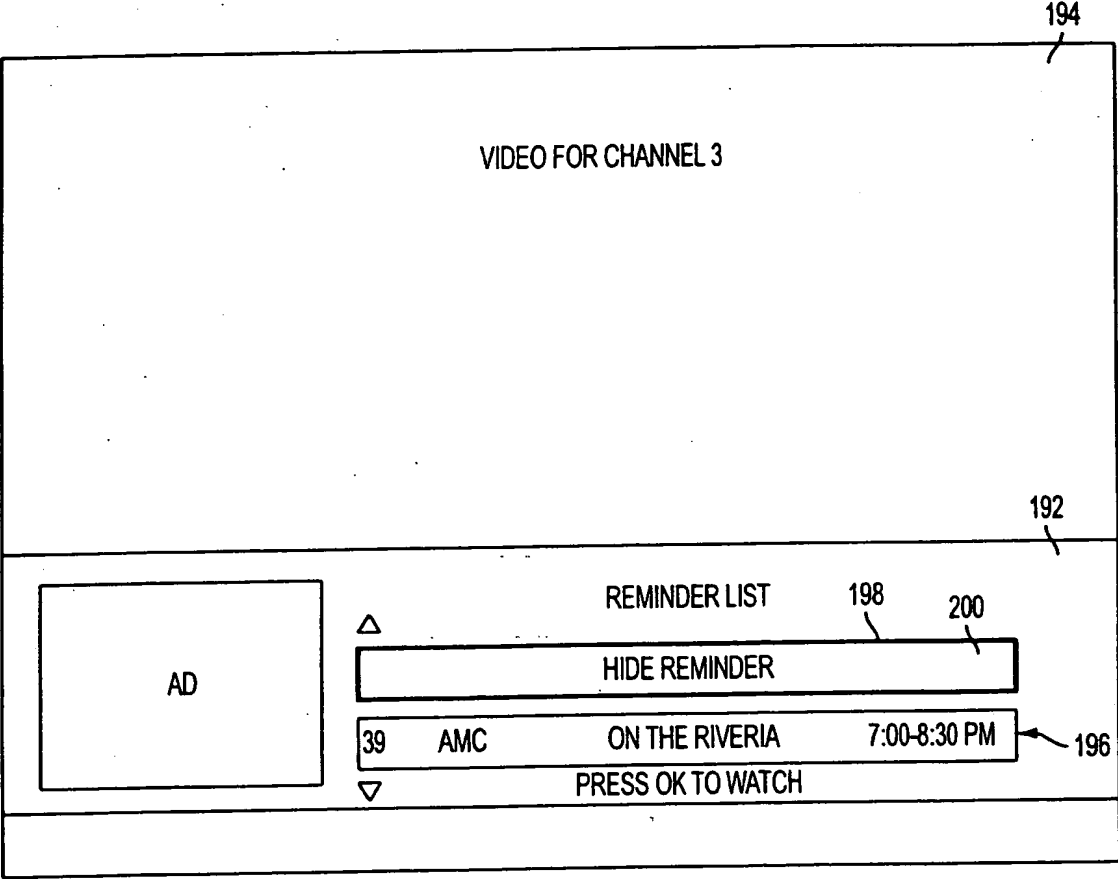 194
VIDEO FOR CHANNEL 3
192
REMINDER LIST
198
200
HIDE REMINDER
AD
39 AMC ON THE RIVERIA 7:00-8:30 PM
196
PRESS OK TO WATCH